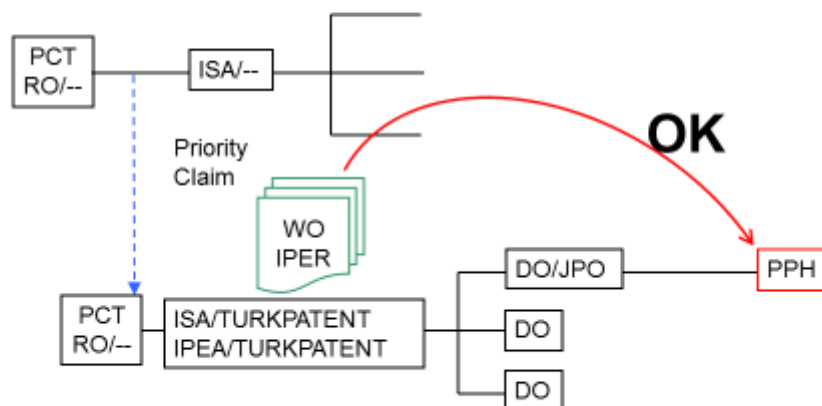 PCT
RO/--
ISA/--
OK
Priority
Claim
WO
IPER
DO/JPO
PPH
PCT
RO/--
ISA/TURKPATENT
IPEA/TURKPATENT
DO
DO